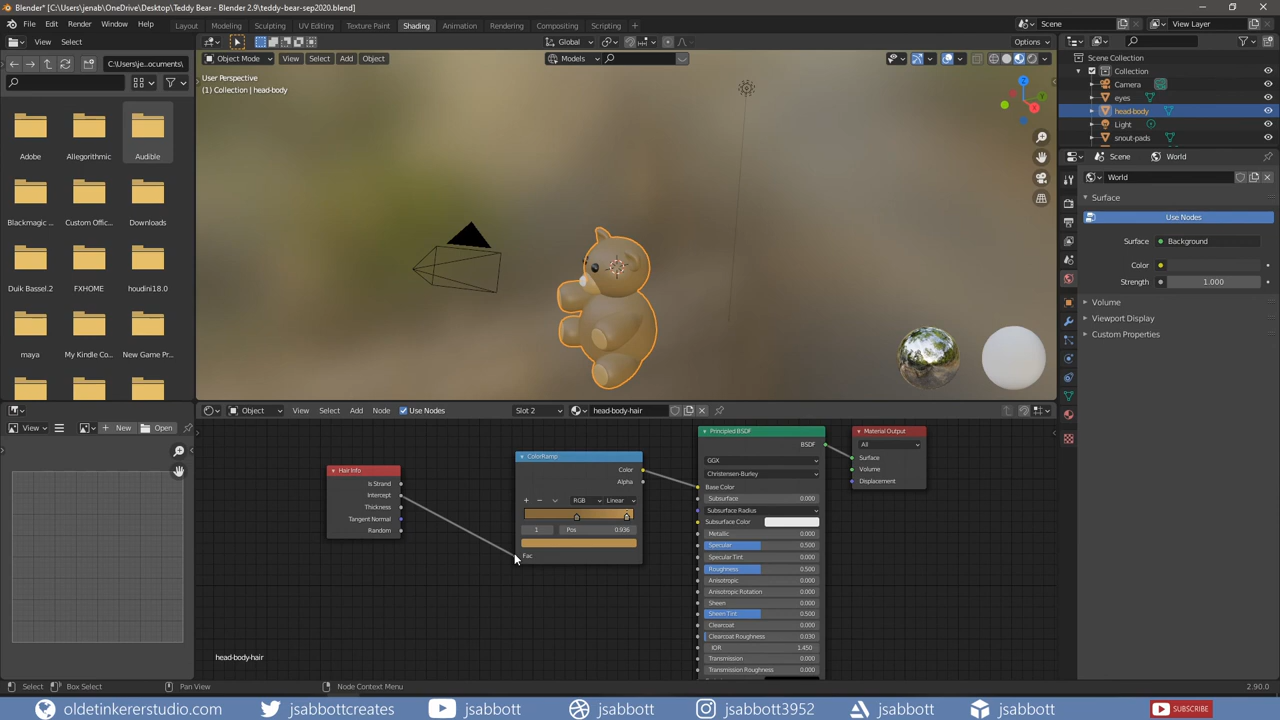 Blender* [C:\Users\jenab\OneDrive\Desktop\Teddy Bear - Blender 2.9\teddy-bear-sep2020.blend]
File Edit Render Window Help Layout Modeling Sculpting UV Editing Texture Paint Shading Animation Rendering Compositing Scripting Scene View Layer
View Select Global Options
C:\Users\je...ocuments\ Object Mode View Select Add Object Models
Scene Collection
Collection
Camera
eyes
head-body
Light
snout-pads
User Perspective
(1) Collection | head-body
Adobe Allegorithmic Audible
Blackmagic ... Custom Offic... Downloads
Duik Bassel.2 FXHOME houdini18.0
maya My Kindle Co... New Game Pr...
Scene World
World
Surface
Use Nodes
Surface Background
Color
Strength 1.000
Volume
Viewport Display
Custom Properties
View New Open
Object View Select Add Node Use Nodes Slot 2 head-body-hair
Hair Info
Is Strand
Intercept
Thickness
Tangent Normal
Random
ColorRamp
Color
Alpha
RGB Linear
1 Pos 0.936
Fac
Principled BSDF
BSDF
GGX
Christensen-Burley
Base Color
Subsurface 0.000
Subsurface Radius
Subsurface Color
Metallic 0.000
Specular 0.500
Specular Tint 0.000
Roughness 0.500
Anisotropic 0.000
Anisotropic Rotation 0.000
Sheen 0.000
Sheen Tint 0.500
Clearcoat 0.000
Clearcoat Roughness 0.030
IOR 1.450
Transmission 0.000
Transmission Roughness 0.000
Material Output
All
Surface
Volume
Displacement
head-body-hair
Select Box Select Pan View Node Context Menu 2.90.0
oldetinkererstudio.com jsabbottcreates jsabbott jsabbott jsabbott3952 jsabbott jsabbott SUBSCRIBE